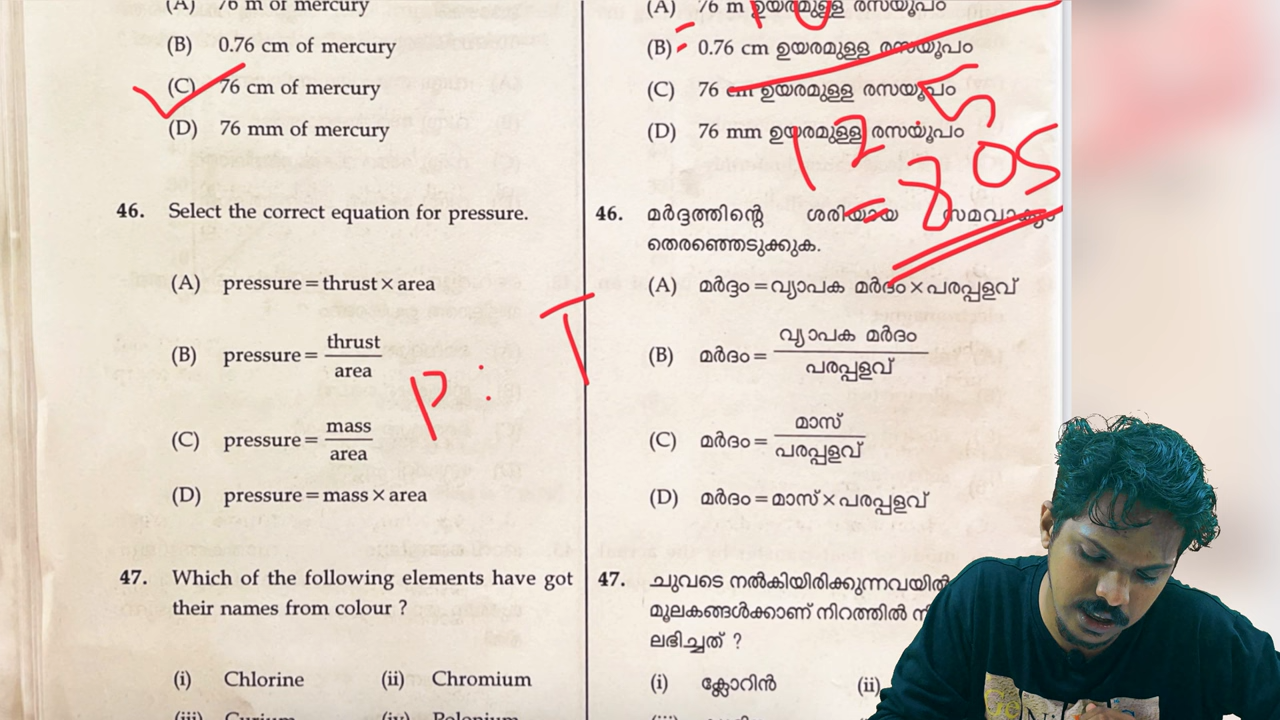 (A) 76 m of mercury
(B) 0.76 cm of mercury
(C) 76 cm of mercury
(D) 76 mm of mercury
46. Select the correct equation for pressure.
(A) pressure = thrust × area
(B) pressure = thrust
area
(C) pressure = mass
area
(D) pressure = mass × area
47. Which of the following elements have got
their names from colour ?
(i) Chlorine (ii) Chromium
(iii) Curium (iv) Polonium
(A) 76 m ഉയരമുള്ള രസയൂപം
(B) 0.76 cm ഉയരമുള്ള രസയൂപം
(C) 76 cm ഉയരമുള്ള രസയൂപം
(D) 76 mm ഉയരമുള്ള രസയൂപം
46. മർദ്ദത്തിന്റെ ശരിയായ സമവാക്യം
തെരഞ്ഞെടുക്കുക.
(A) മർദ്ദം = വ്യാപക മർദം × പരപ്പളവ്
(B) മർദം = വ്യാപക മർദം
പരപ്പളവ്
(C) മർദം = മാസ്
പരപ്പളവ്
(D) മർദം = മാസ് × പരപ്പളവ്
47. ചുവടെ നൽകിയിരിക്കുന്നവയിൽ
മൂലകങ്ങൾക്കാണ് നിറത്തിൽ
ലഭിച്ചത് ?
(i) ക്ലോറിൻ (ii)
P : T